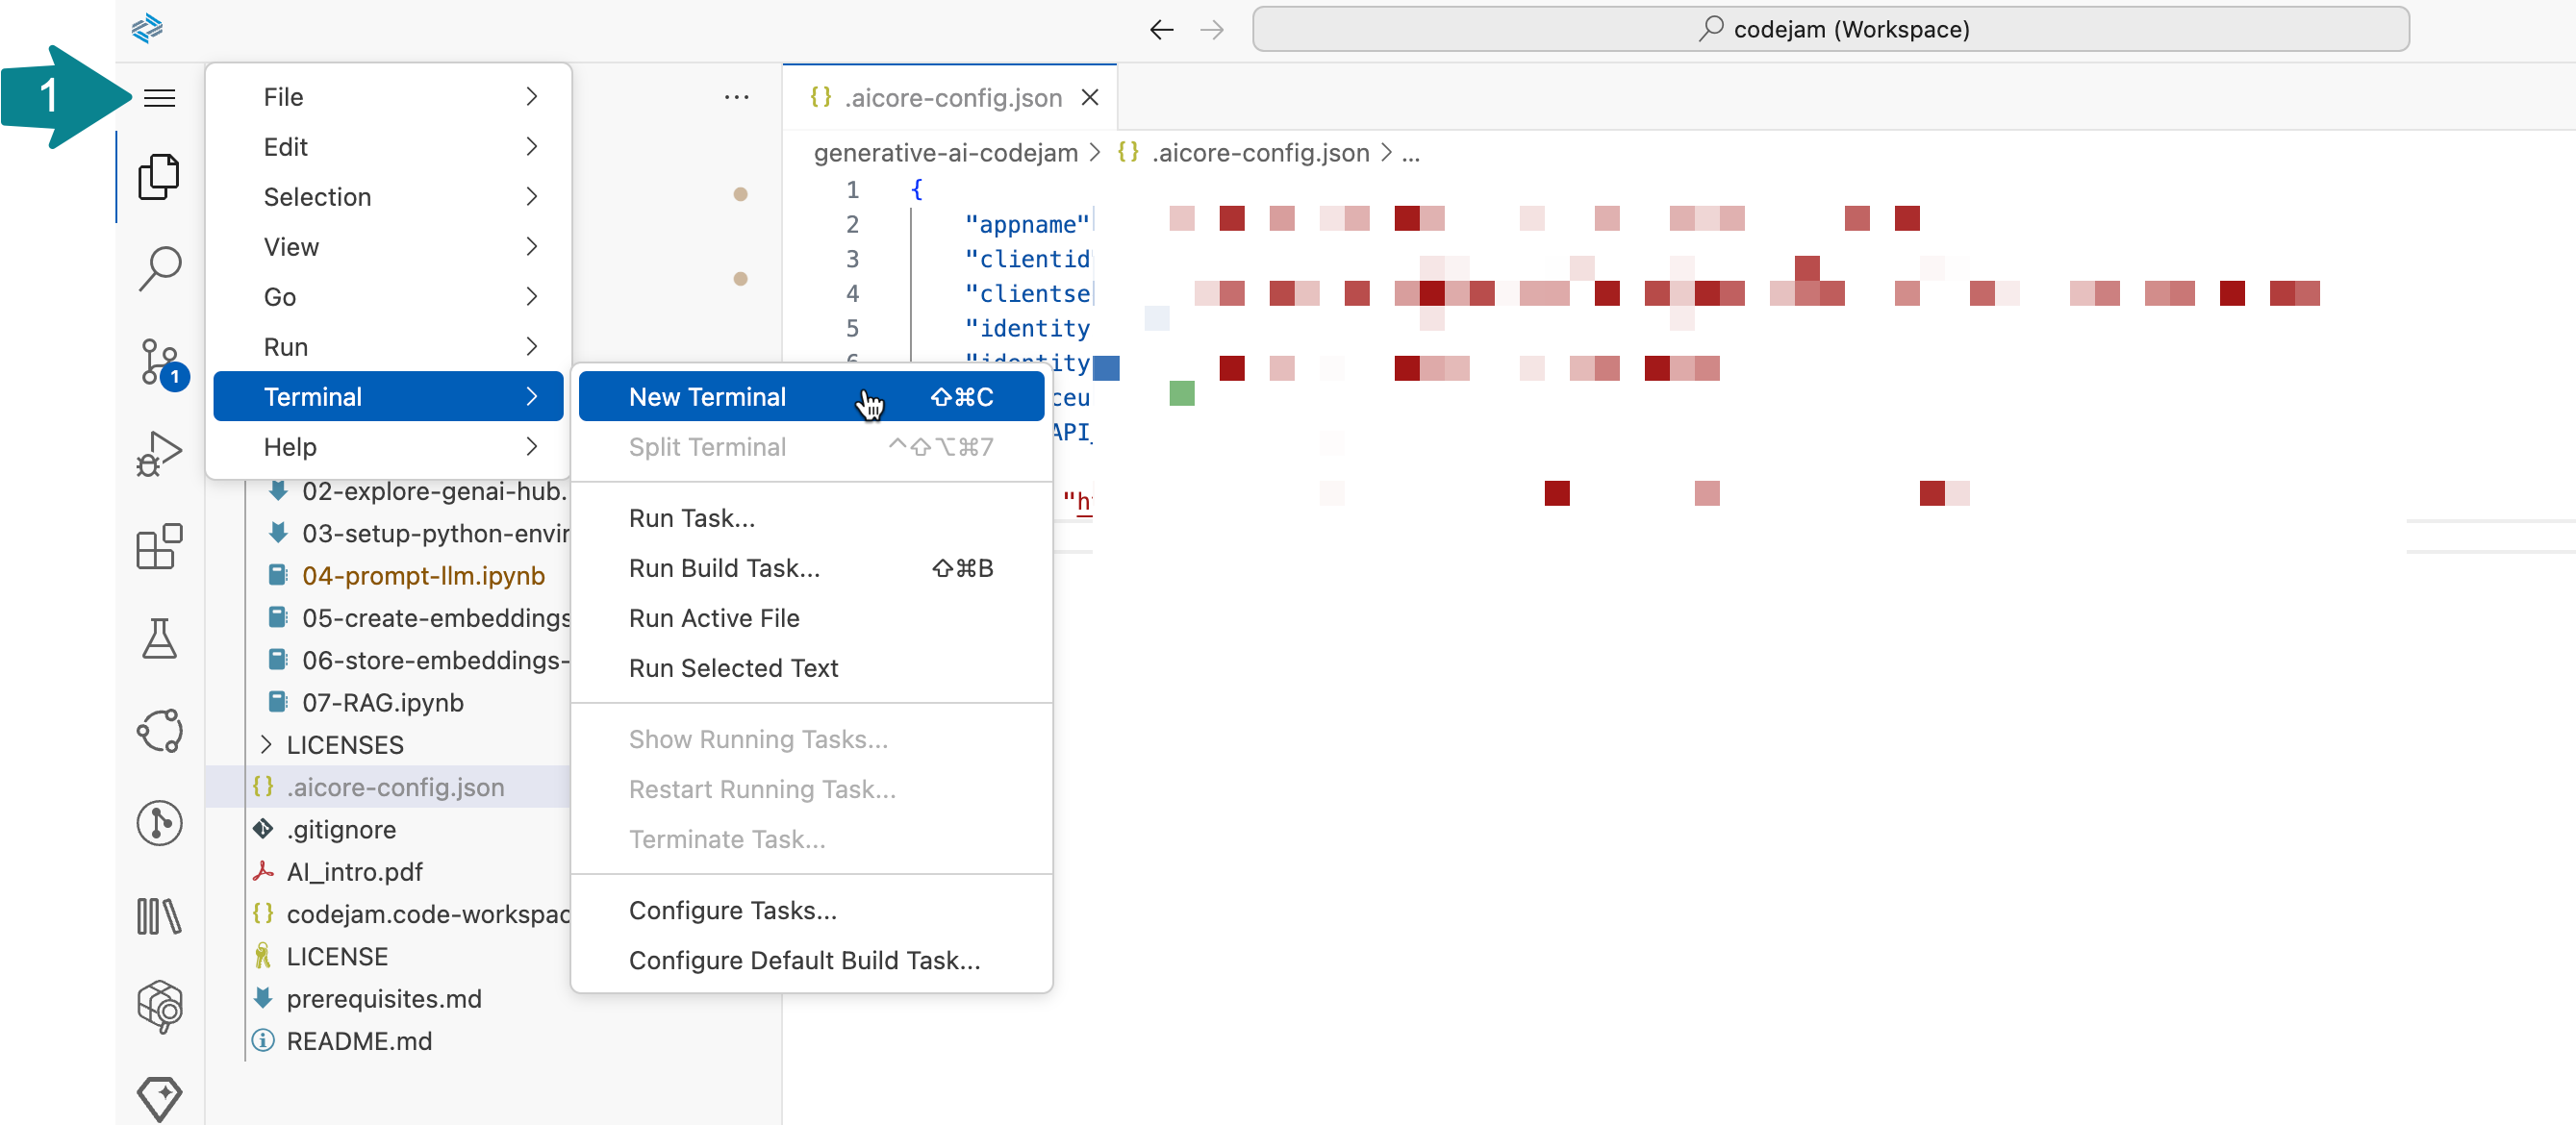 codejam (Workspace)
1
File
Edit
Selection
View
Go
Run
Terminal
Help
1
New Terminal ⇧⌘C
Split Terminal ^⇧⌥⌘7
Run Task...
Run Build Task... ⇧⌘B
Run Active File
Run Selected Text
Show Running Tasks...
Restart Running Task...
Terminate Task...
Configure Tasks...
Configure Default Build Task...
02-explore-genai-hub.
03-setup-python-envir
04-prompt-llm.ipynb
05-create-embeddings
06-store-embeddings-
07-RAG.ipynb
LICENSES
{} .aicore-config.json
.gitignore
AI_intro.pdf
{} codejam.code-workspac
LICENSE
prerequisites.md
README.md
{} .aicore-config.json
generative-ai-codejam > {} .aicore-config.json > ...
1 {
2 "appname"
3 "clientid
4 "clientse
5 "identity
6 "identity
ceu
API_
"h